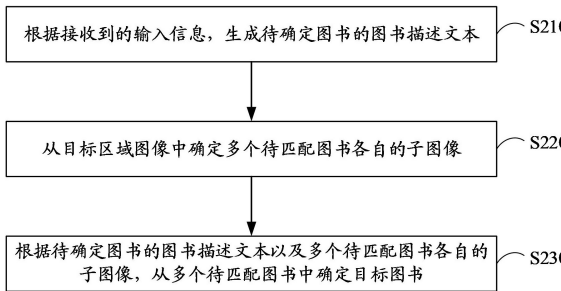 根据接收到的输入信息，生成待确定图书的图书描述文本
S210
从目标区域图像中确定多个待匹配图书各自的子图像
S220
根据待确定图书的图书描述文本以及多个待匹配图书各自的
子图像，从多个待匹配图书中确定目标图书
S230